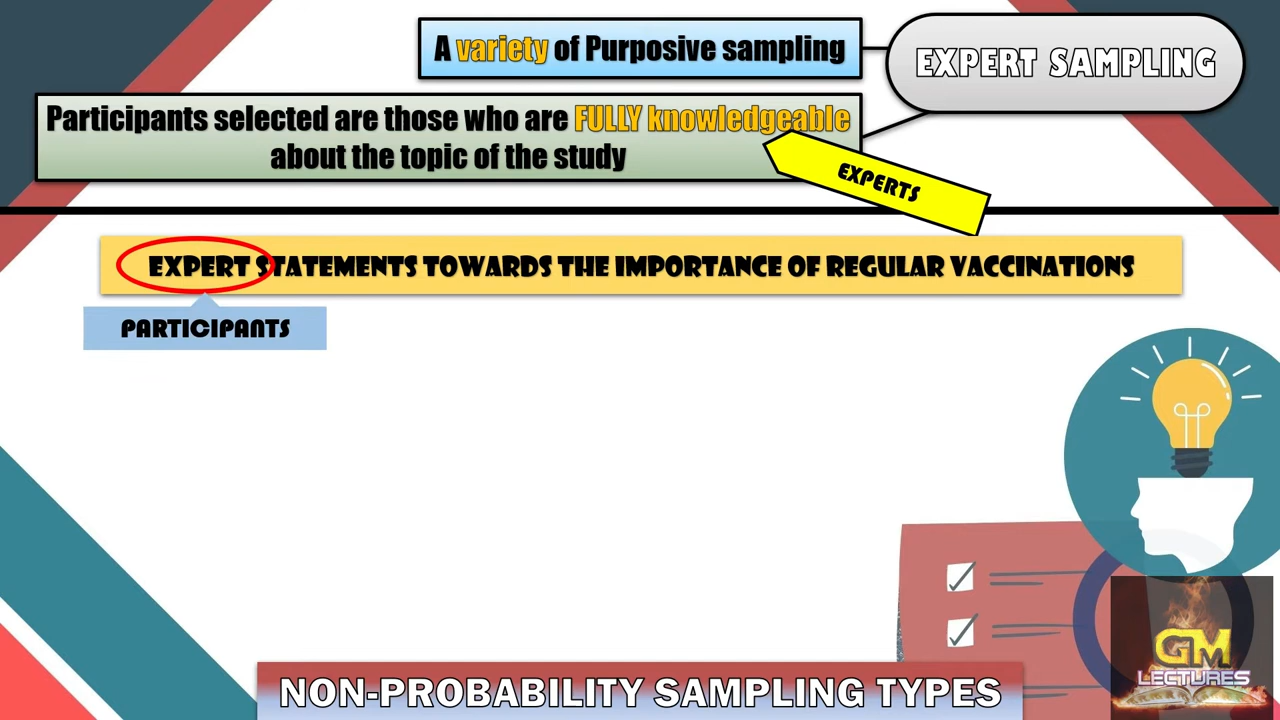 A variety of Purposive sampling
EXPERT SAMPLING
Participants selected are those who are FULLY knowledgeable
about the topic of the study
EXPERTS
EXPERT STATEMENTS TOWARDS THE IMPORTANCE OF REGULAR VACCINATIONS
PARTICIPANTS
GM
LECTURES
NON-PROBABILITY SAMPLING TYPES